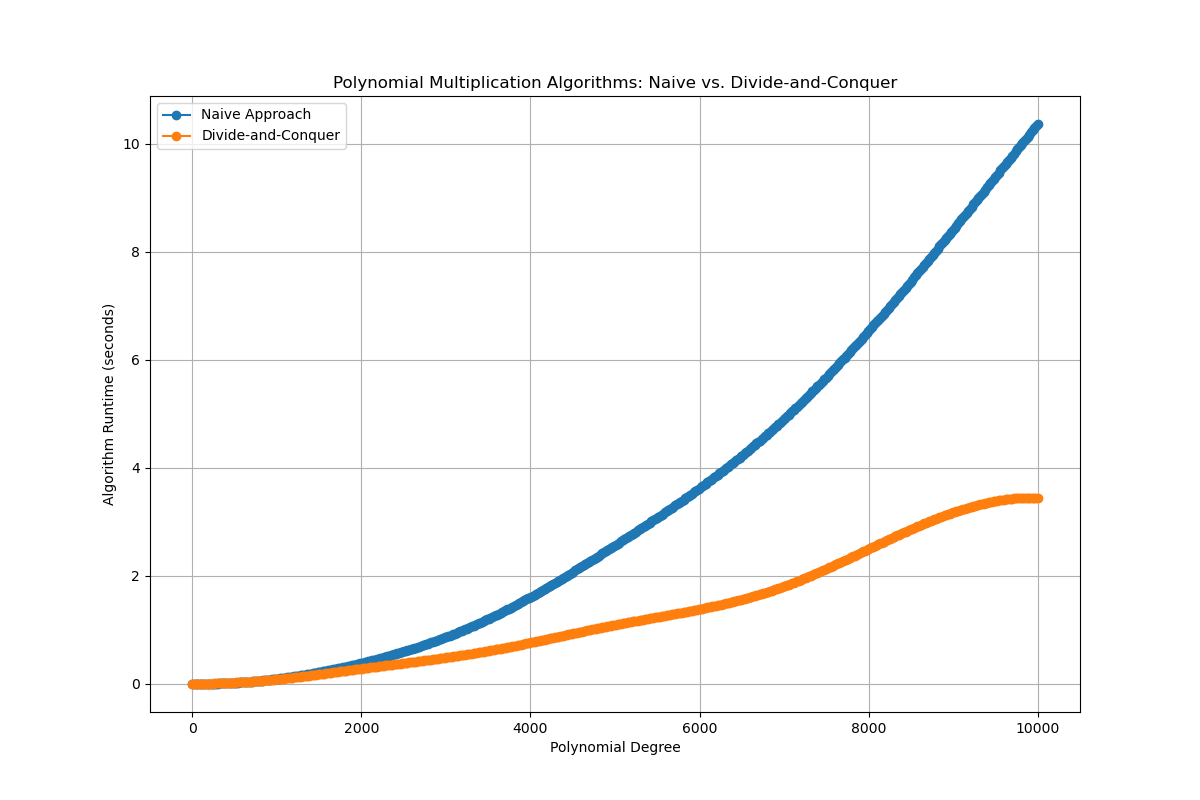 Polynomial Multiplication Algorithms: Naive vs. Divide-and-Conquer
Naive Approach
Divide-and-Conquer
10
8
6
4
2
0
Algorithm Runtime (seconds)
0 2000 4000 6000 8000 10000
Polynomial Degree